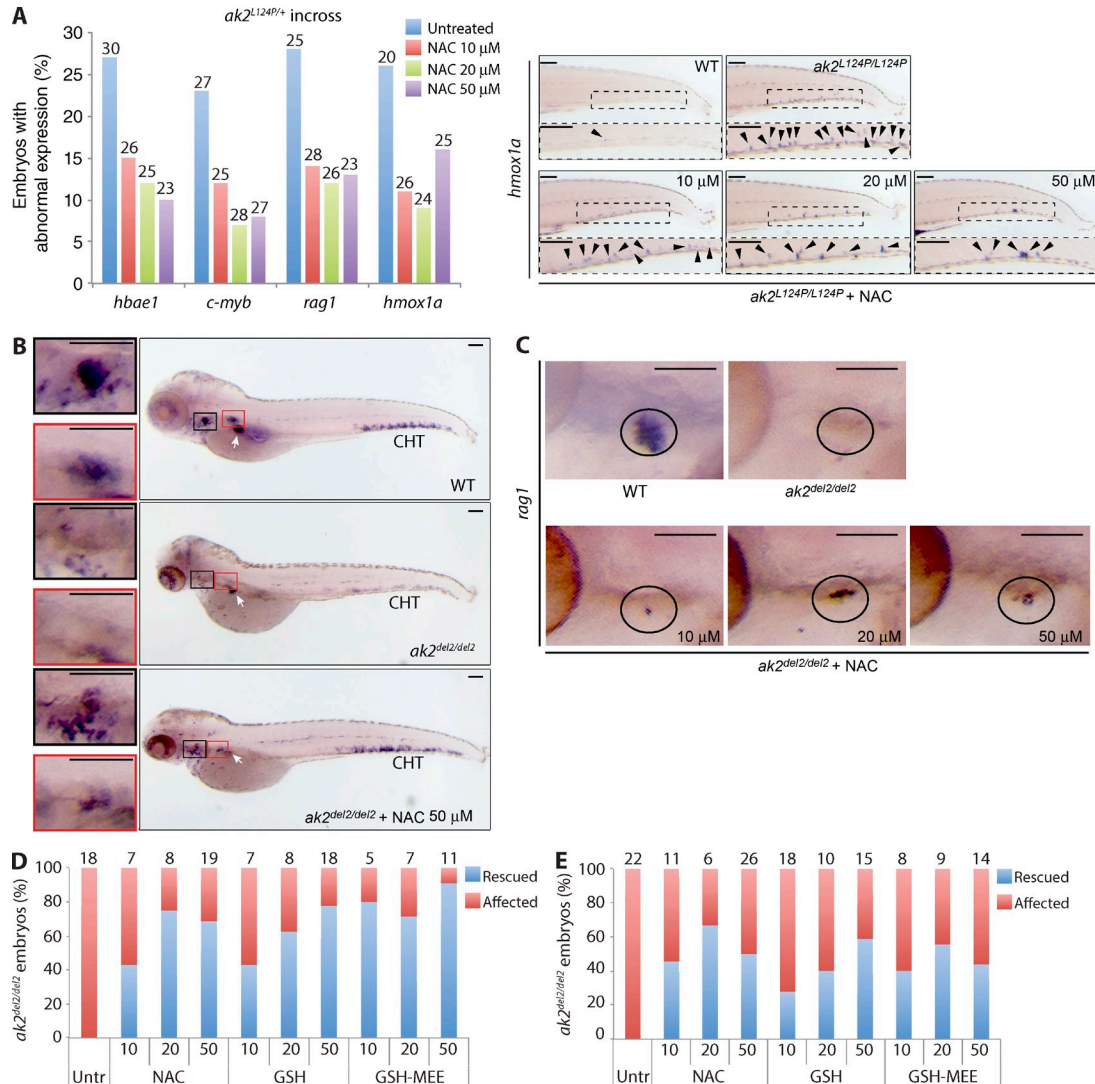 A
ak2L124P/+ incross
Embryos with
abnormal expression (%)
30
25
20
15
10
5
0
30
26
25
23
27
25
28
27
25
28
26
23
20
26
24
25
hbae1
c-myb
rag1
hmox1a
Untreated
NAC 10 μM
NAC 20 μM
NAC 50 μM
hmox1a
WT
ak2L124P/L124P
10 μM
20 μM
50 μM
ak2L124P/L124P + NAC
B
CHT
WT
CHT
ak2del2/del2
CHT
ak2del2/del2 + NAC 50 μM
C
rag1
WT
ak2del2/del2
10 μM
20 μM
50 μM
ak2del2/del2 + NAC
D
ak2del2/del2 embryos (%)
100
80
60
40
20
0
18 7 8 19 7 8 18 5 7 11
Rescued
Affected
10 20 50 10 20 50 10 20 50
Untr NAC GSH GSH-MEE
E
ak2del2/del2 embryos (%)
100
80
60
40
20
0
22 11 6 26 18 10 15 8 9 14
Rescued
Affected
10 20 50 10 20 50 10 20 50
Untr NAC GSH GSH-MEE